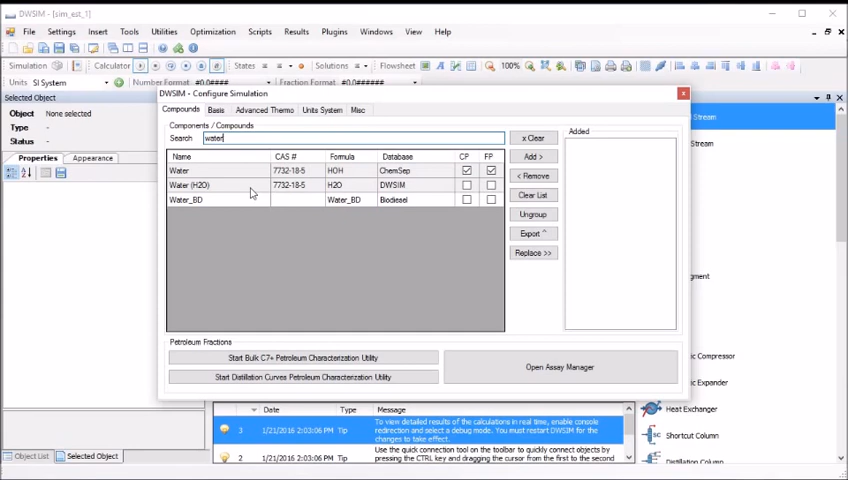 DWSIM - [sim_est_1]
File Edit Insert Tools Utilities Optimization Scripts Results Plugins Windows View Help
Simulation Calculator States Solutions Flowsheet 100%
Units SI System Number Format #0.0#### Fraction Format #0.0####
Selected Object
Object None selected
Type -
Status -
Properties Appearance
DWSIM - Configure Simulation
Compounds Basis Advanced Thermo Units System Misc
Components / Compounds
Search water
x Clear
Added
Name CAS # Formula Database CP FP
Water 7732-18-5 HOH ChemSep
Water (H2O) 7732-18-5 H2O DWSIM
Water_BD Water_BD Biodiesel
Add >
< Remove
Clear List
Ungroup
Export ^
Replace >>
Petroleum Fractions
Start Bulk C7+ Petroleum Characterization Utility
Start Distillation Curves Petroleum Characterization Utility
Open Assay Manager
Stream
Stream
Compressor
Expander
Heat Exchanger
Shortcut Column
Distillation Column
Date Type Message
3 1/21/2016 2:03:06 PM Tip To view detailed results of the calculations in real time, enable console
redirection and select a debug mode. You must restart DWSIM for the
changes to take effect.
2 1/21/2016 2:03:06 PM Tip Use the quick connection tool on the toolbar to quickly connect objects by
pressing the CTRL key and dragging the cursor from the first to the second
Object List Selected Object